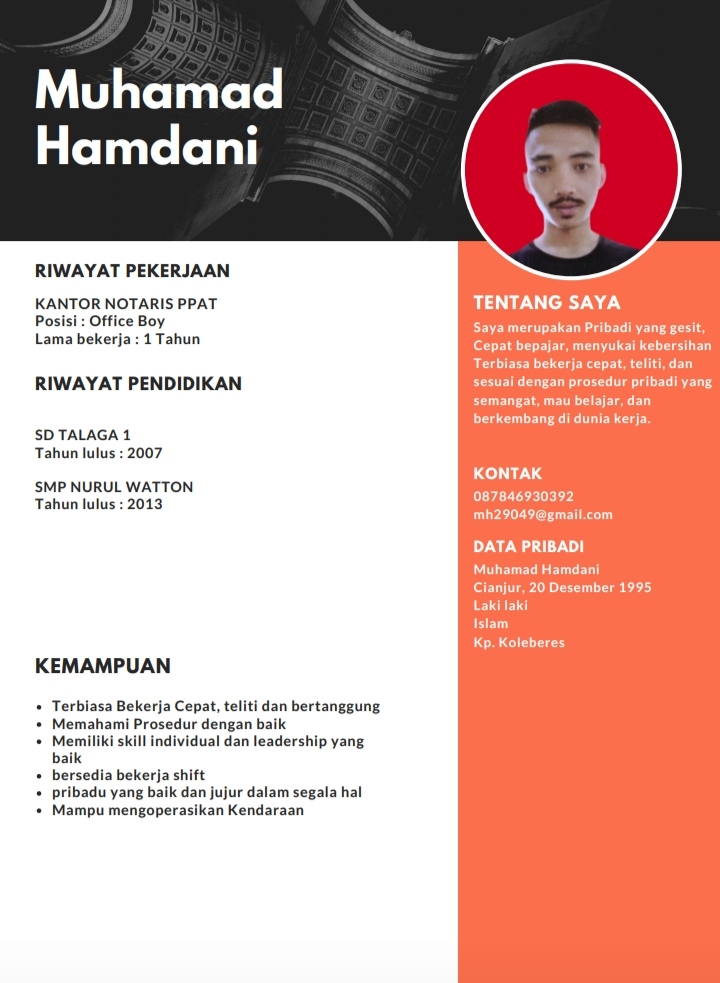 Muhamad
Hamdani
RIWAYAT PEKERJAAN
KANTOR NOTARIS PPAT
Posisi : Office Boy
Lama bekerja : 1 Tahun
RIWAYAT PENDIDIKAN
SD TALAGA 1
Tahun lulus : 2007
SMP NURUL WATTON
Tahun lulus : 2013
KEMAMPUAN
• Terbiasa Bekerja Cepat, teliti dan bertanggung
• Memahami Prosedur dengan baik
• Memiliki skill individual dan leadership yang
baik
• bersedia bekerja shift
• pribadu yang baik dan jujur dalam segala hal
• Mampu mengoperasikan Kendaraan
TENTANG SAYA
Saya merupakan Pribadi yang gesit,
Cepat bepajar, menyukai kebersihan
Terbiasa bekerja cepat, teliti, dan
sesuai dengan prosedur pribadi yang
semangat, mau belajar, dan
berkembang di dunia kerja.
KONTAK
087846930392
mh29049@gmail.com
DATA PRIBADI
Muhamad Hamdani
Cianjur, 20 Desember 1995
Laki laki
Islam
Kp. Koleberes